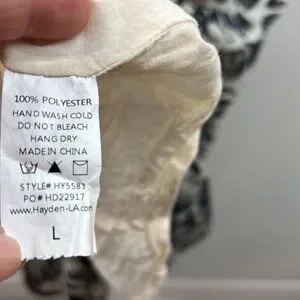 100% POLYESTER
HAND WASH COLD
DO NOT BLEACH
HANG DRY
MADE IN CHINA
STYLE# HY5583
PO# HD22917
www.Hayden-LA.com
L